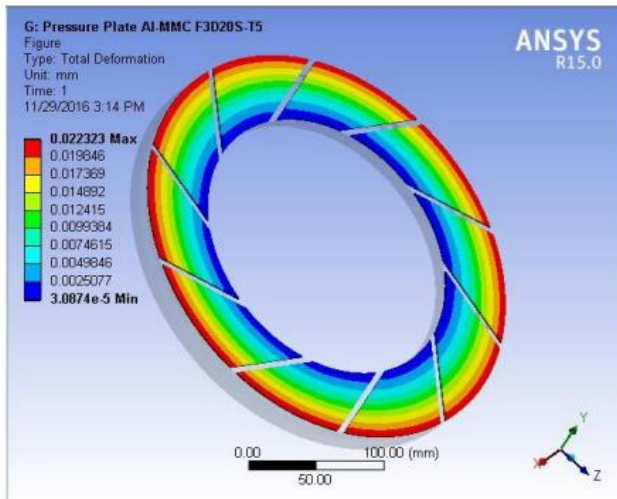 G: Pressure Plate Al-MMC F3D20S-T5
Figure
Type: Total Deformation
Unit: mm
Time: 1
11/29/2016 3:14 PM
ANSYS
R15.0
0.022323 Max
0.019846
0.017369
0.014892
0.012415
0.0099384
0.0074615
0.0049846
0.0025077
3.0874e-5 Min
0.00 100.00 (mm)
50.00
Y
X
Z